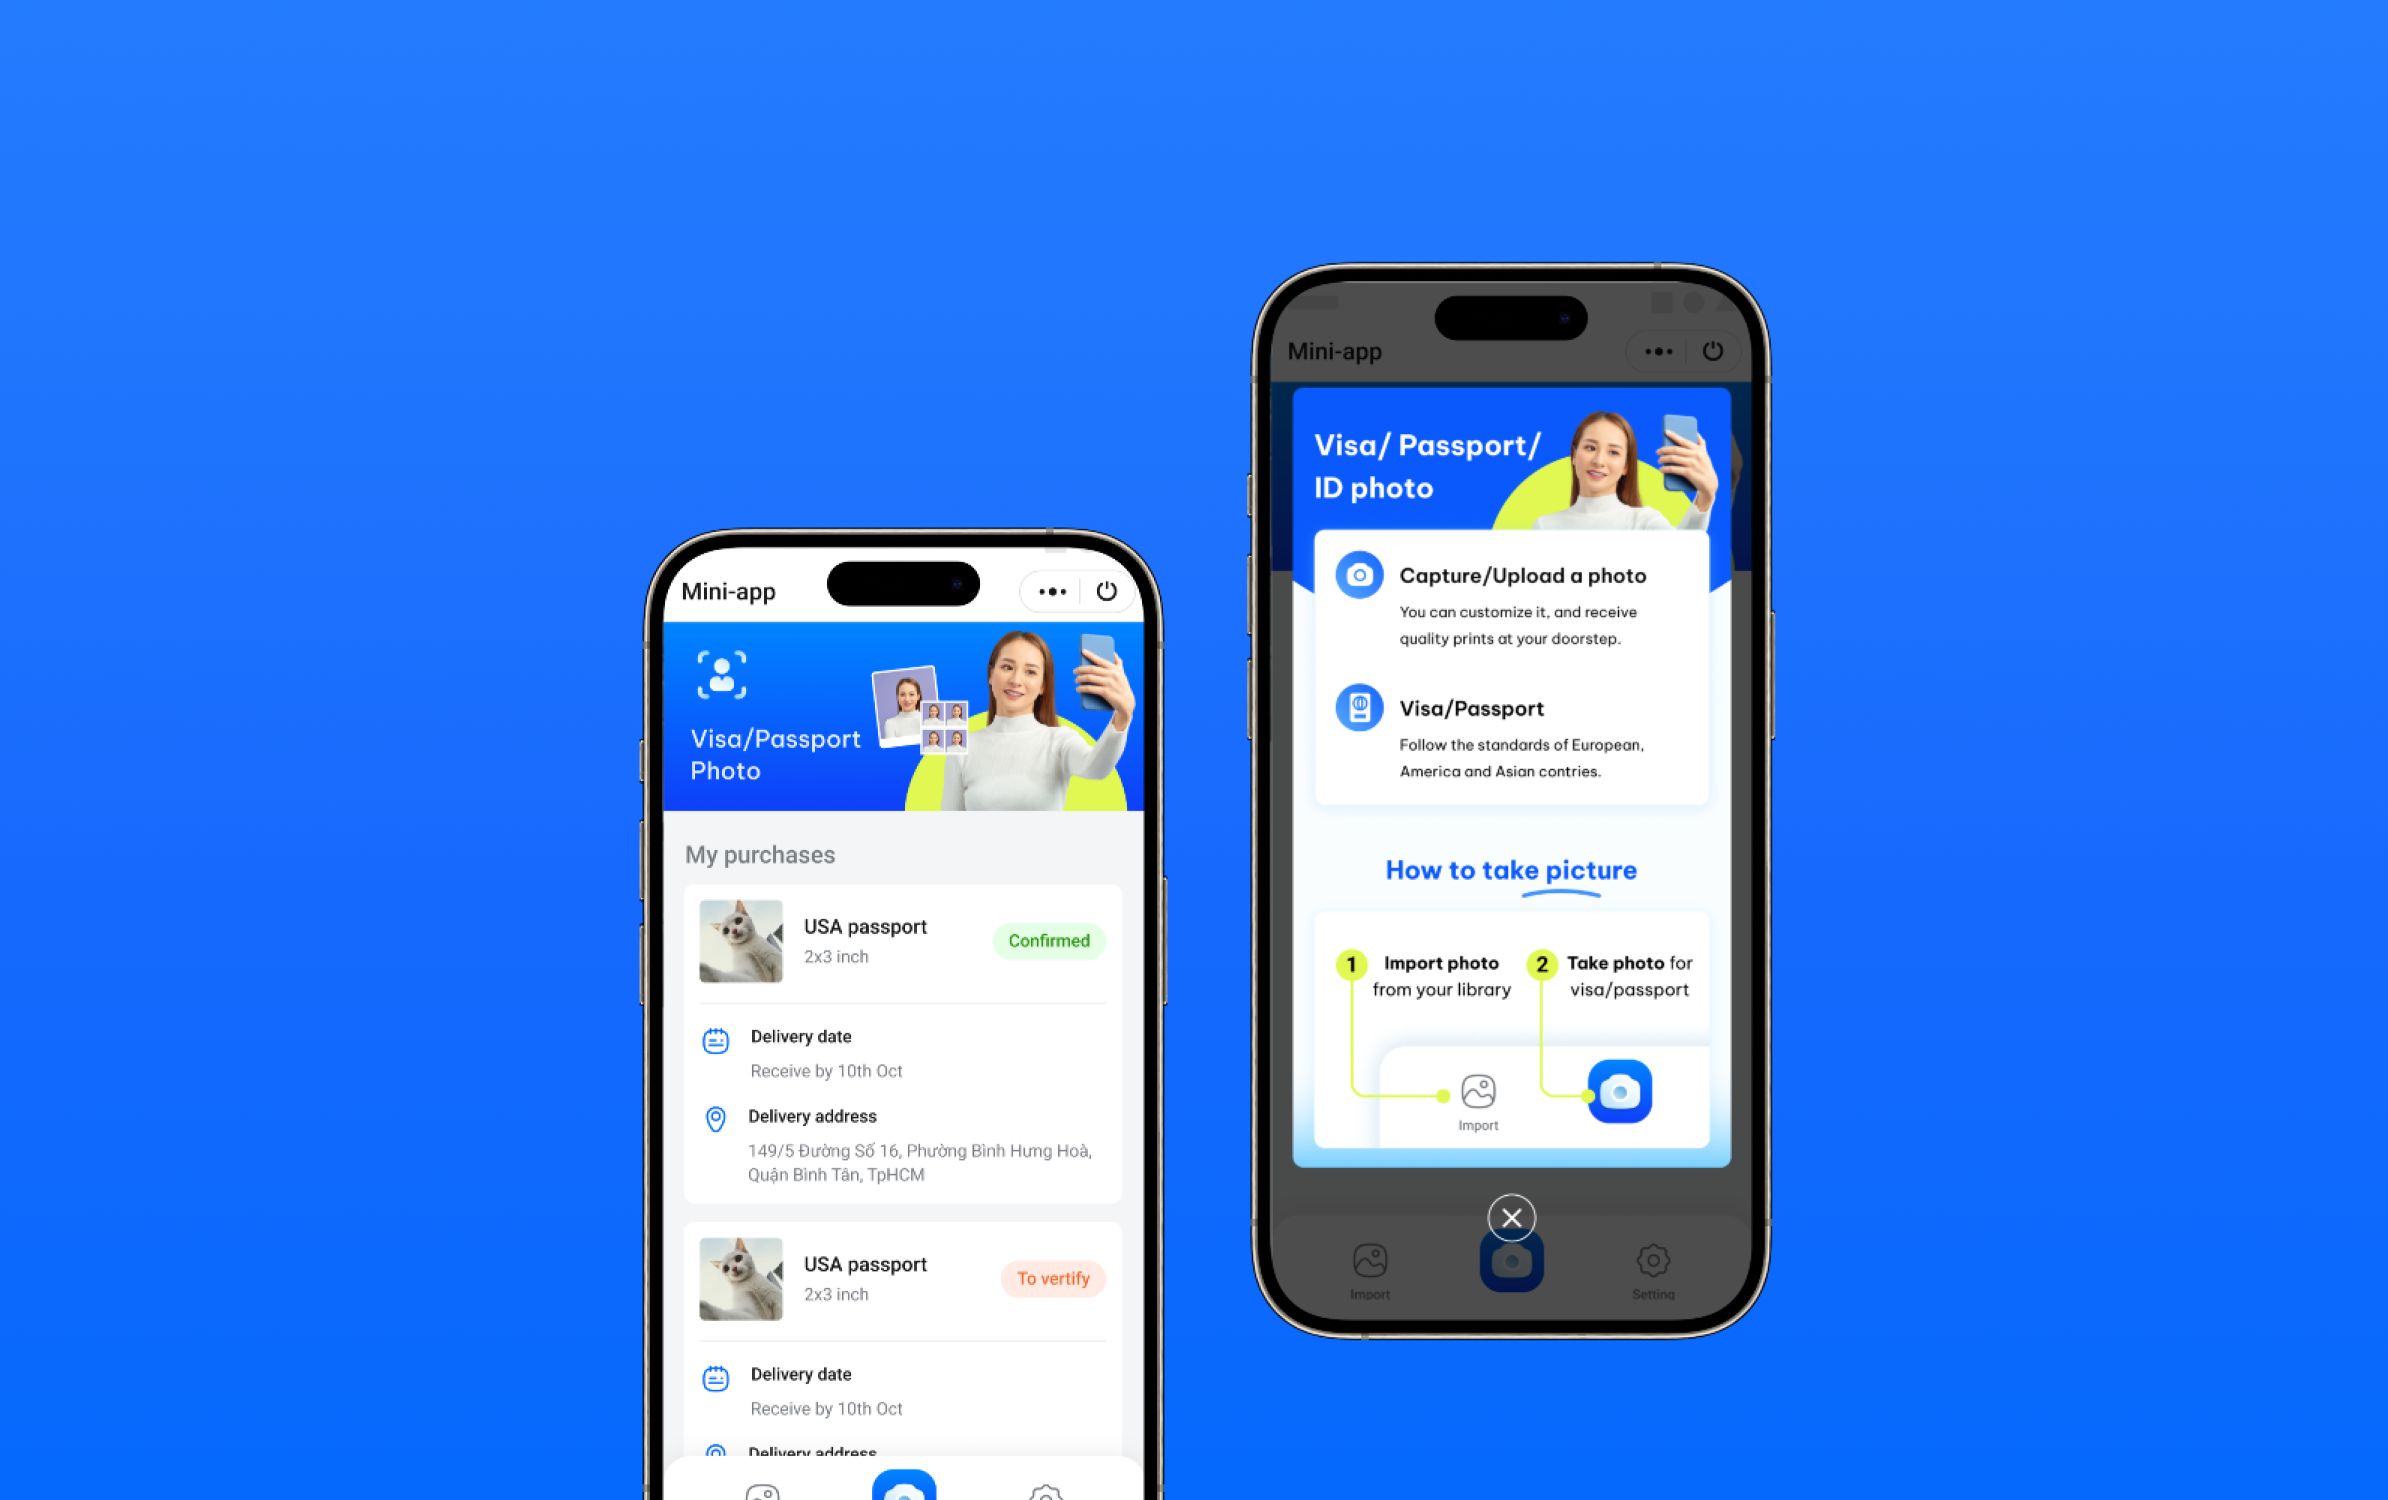 Mini-app
Visa/Passport
Photo
My purchases
USA passport
2x3 inch
Confirmed
Delivery date
Receive by 10th Oct
Delivery address
149/5 Đường Số 16, Phường Bình Hưng Hoà,
Quận Bình Tân, TpHCM
USA passport
2x3 inch
To vertify
Delivery date
Receive by 10th Oct
Delivery address
Mini-app
Visa/ Passport/
ID photo
Capture/Upload a photo
You can customize it, and receive
quality prints at your doorstep.
Visa/Passport
Follow the standards of European,
America and Asian contries.
How to take picture
1 Import photo
from your library
2 Take photo for
visa/passport
Import
Import
Setting